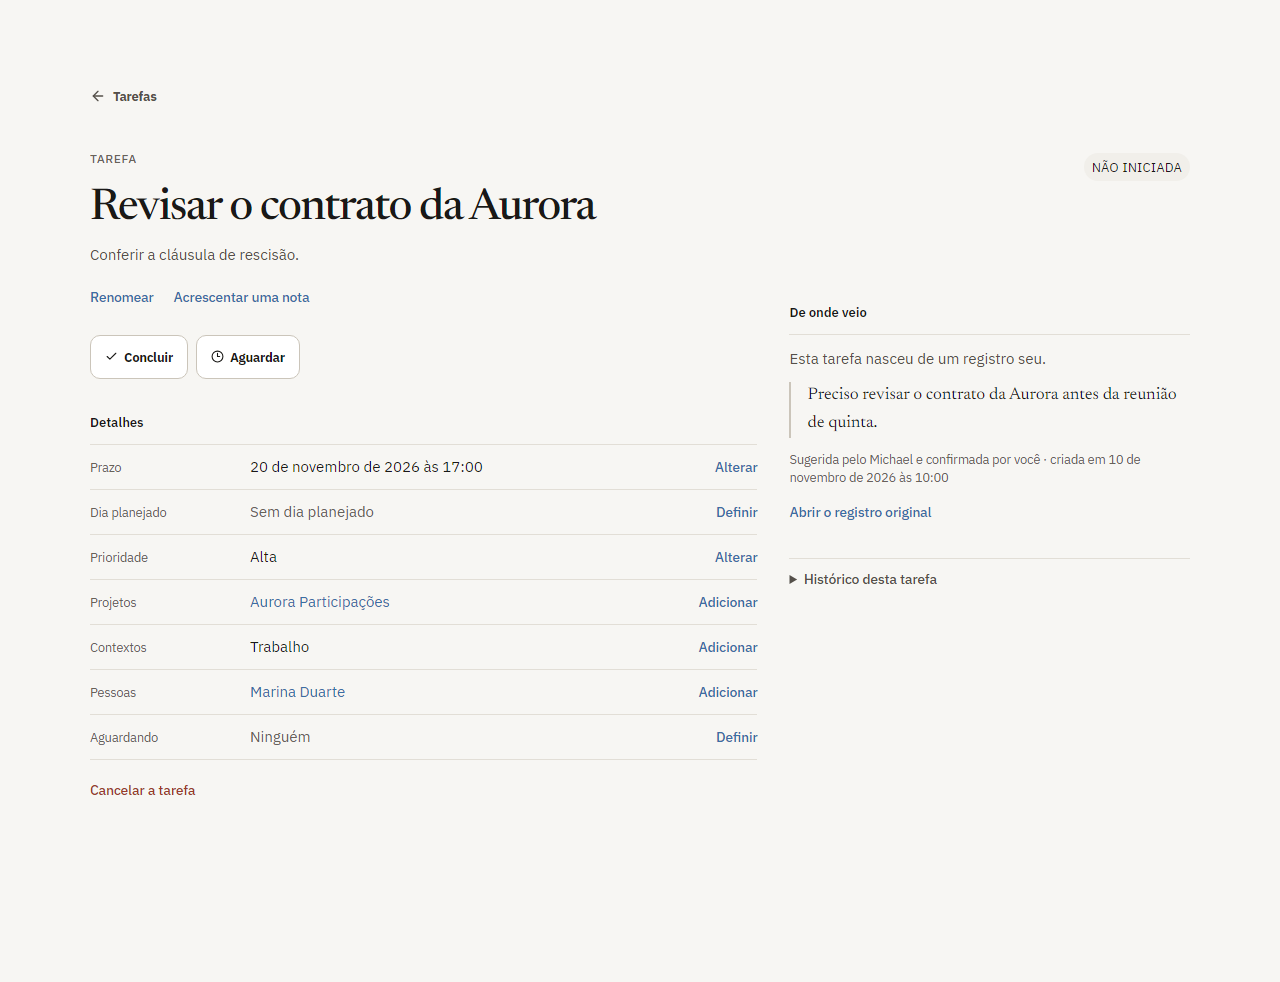 Tarefas
TAREFA
NÃO INICIADA
Revisar o contrato da Aurora
Conferir a cláusula de rescisão.
Renomear
Acrescentar uma nota
Concluir
Aguardar
Detalhes
Prazo
20 de novembro de 2026 às 17:00
Alterar
Dia planejado
Sem dia planejado
Definir
Prioridade
Alta
Alterar
Projetos
Aurora Participações
Adicionar
Contextos
Trabalho
Adicionar
Pessoas
Marina Duarte
Adicionar
Aguardando
Ninguém
Definir
Cancelar a tarefa
De onde veio
Esta tarefa nasceu de um registro seu.
Preciso revisar o contrato da Aurora antes da reunião
de quinta.
Sugerida pelo Michael e confirmada por você · criada em 10 de
novembro de 2026 às 10:00
Abrir o registro original
Histórico desta tarefa